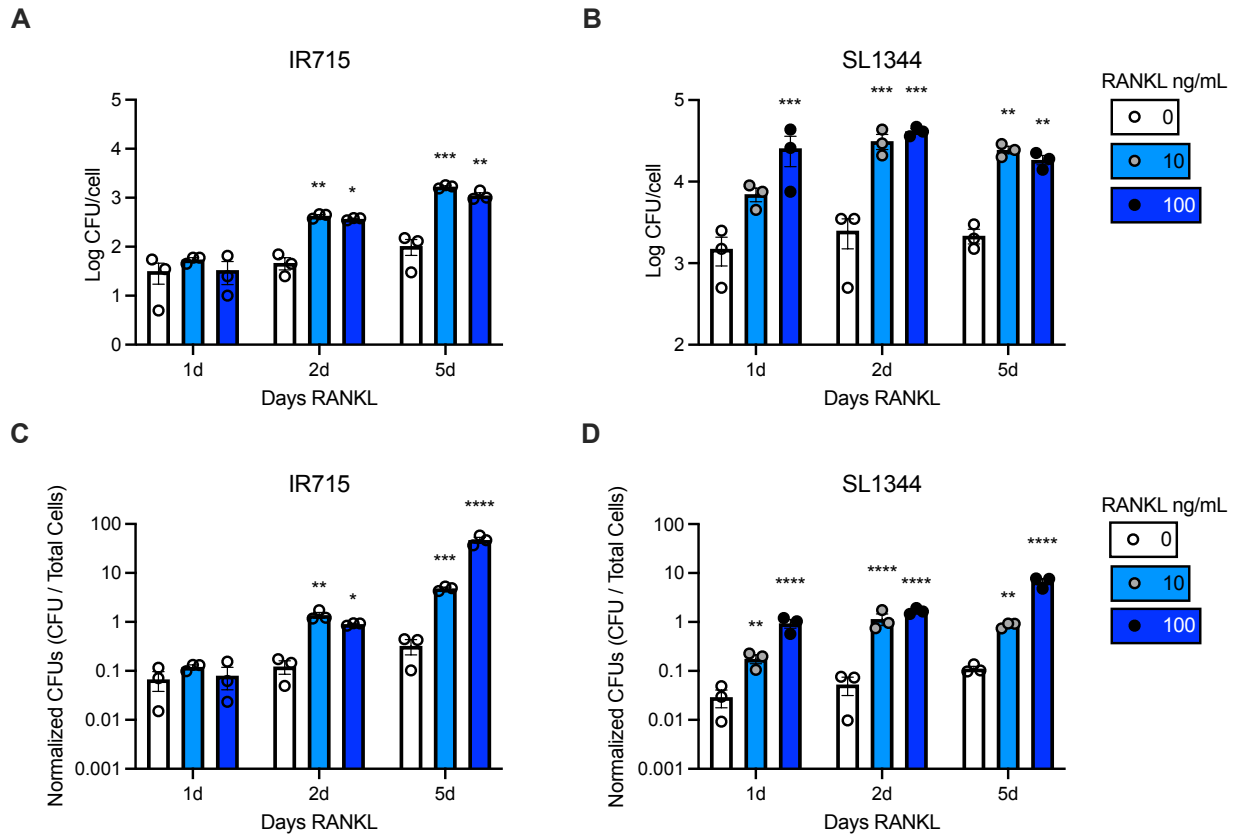 A
IR715
Log CFU/cell
5
4
3
2
1
0
** *
*** **
1d 2d 5d
Days RANKL
B
SL1344
Log CFU/cell
5
4
3
2
***
*** ***
** **
1d 2d 5d
Days RANKL
RANKL ng/mL
0
10
100
C
IR715
Normalized CFUs (CFU / Total Cells)
100
10
1
0.1
0.01
0.001
** *
*** ****
1d 2d 5d
Days RANKL
D
SL1344
Normalized CFUs (CFU / Total Cells)
100
10
1
0.1
0.01
0.001
** ****
**** ****
** ****
1d 2d 5d
Days RANKL
RANKL ng/mL
0
10
100